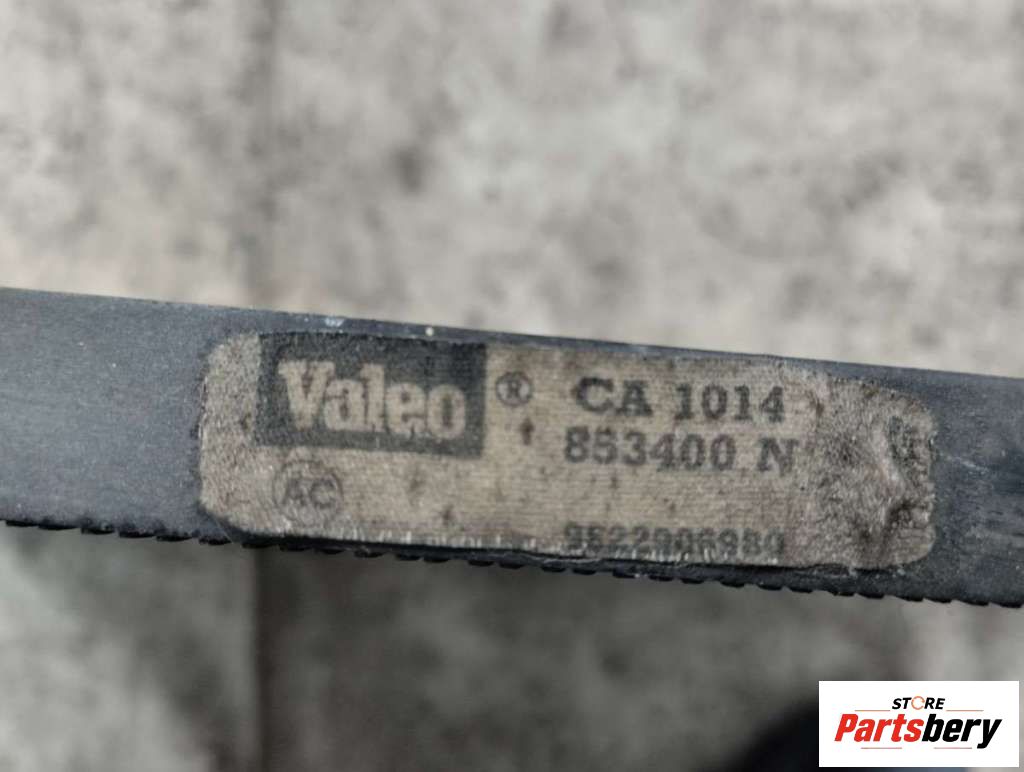 Valeo ® CA 1014
853400 N
AC
STORE
Partsbery